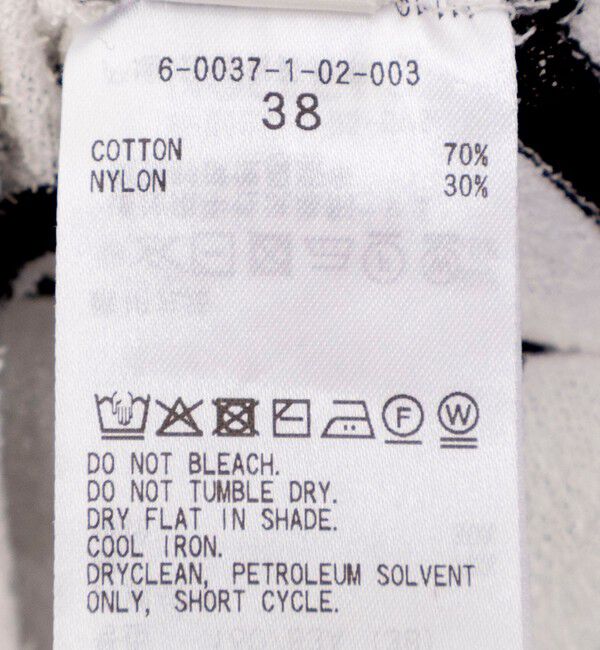 6-0037-1-02-003
38
COTTON 70%
NYLON 30%
F W
DO NOT BLEACH.
DO NOT TUMBLE DRY.
DRY FLAT IN SHADE.
COOL IRON.
DRYCLEAN, PETROLEUM SOLVENT
ONLY, SHORT CYCLE.